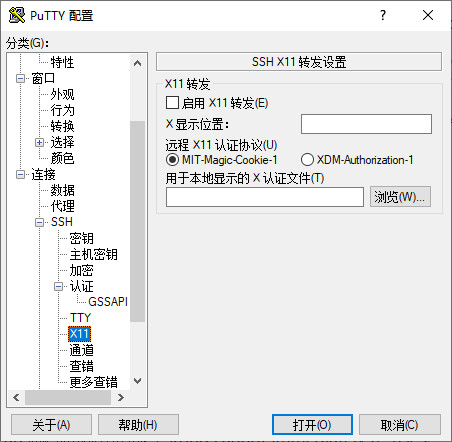 PuTTY 配置
分类(G):
特性
窗口
外观
行为
转换
选择
颜色
连接
数据
代理
SSH
密钥
主机密钥
加密
认证
GSSAPI
TTY
X11
通道
查错
更多查错
SSH X11 转发设置
X11 转发
启用 X11 转发(E)
X 显示位置:
远程 X11 认证协议(U)
MIT-Magic-Cookie-1
XDM-Authorization-1
用于本地显示的 X 认证文件(T)
浏览(W)...
关于(A)
帮助(H)
打开(O)
取消(C)